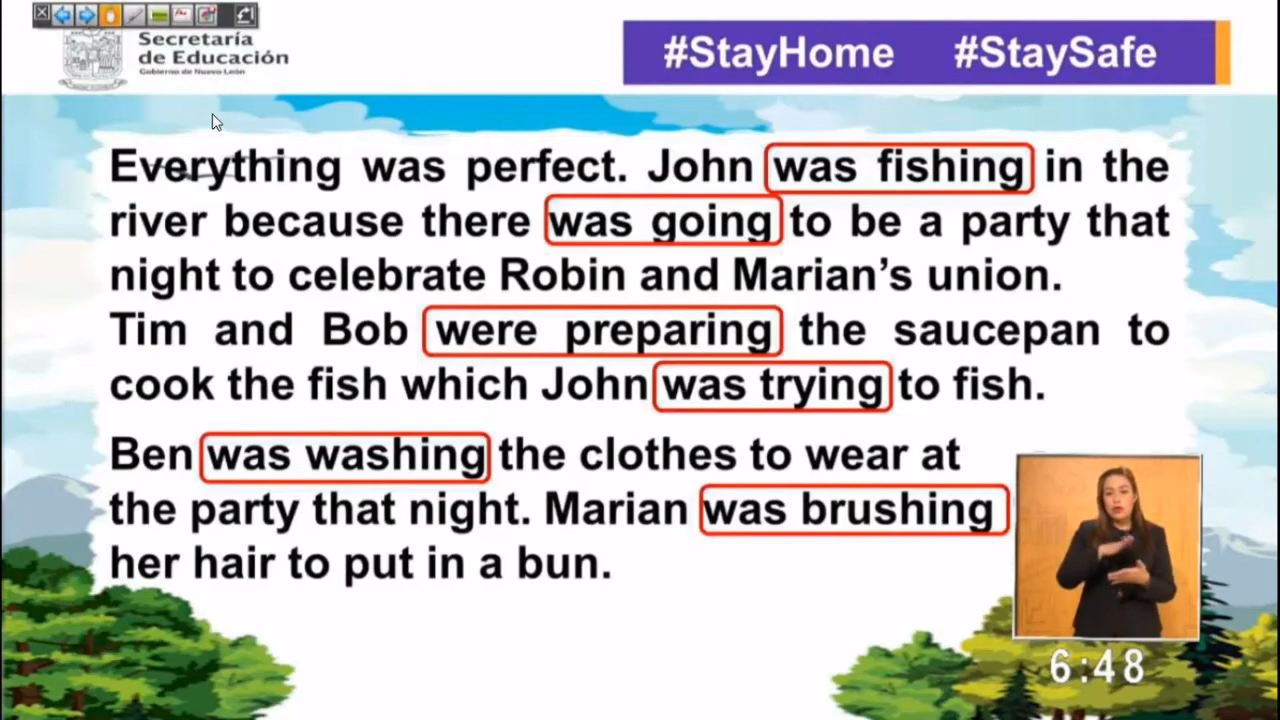 Secretaría
de Educación
Gobierno de Nuevo León
#StayHome #StaySafe
Everything was perfect. John was fishing in the
river because there was going to be a party that
night to celebrate Robin and Marian’s union.
Tim and Bob were preparing the saucepan to
cook the fish which John was trying to fish.
Ben was washing the clothes to wear at
the party that night. Marian was brushing
her hair to put in a bun.
6:48